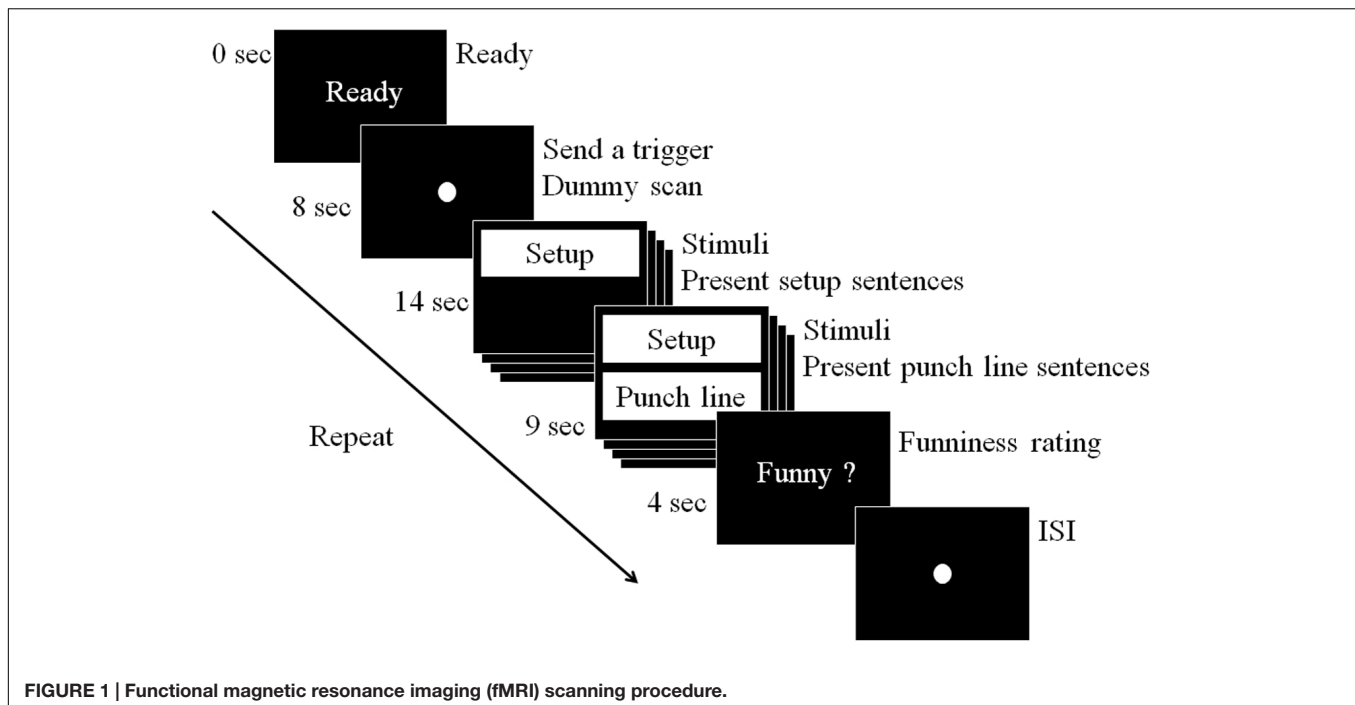 0 sec
Ready
Ready
Send a trigger
Dummy scan
8 sec
Setup
Stimuli
Present setup sentences
14 sec
Setup
Punch line
Stimuli
Present punch line sentences
9 sec
Repeat
Funny ?
Funniness rating
4 sec
ISI
FIGURE 1 | Functional magnetic resonance imaging (fMRI) scanning procedure.